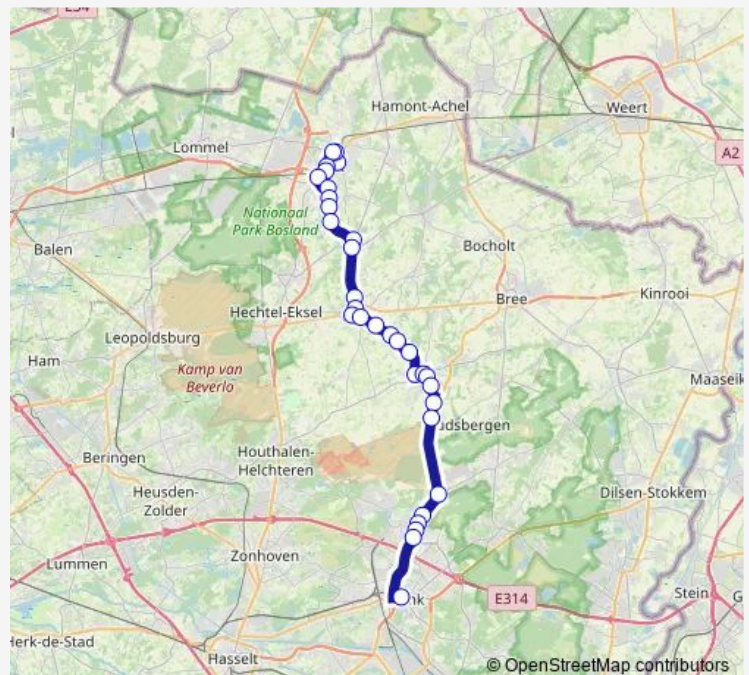 E34
Hamont-Achel
Weert
Lommel
A2
Nationaal
Park Bosland
Balen
Bocholt
Bree
Kinrooi
Hechtel-Eksel
Leopoldsburg
Ham
Kamp van
Beverlo
Maaseik
udsbergen
Beringen
Houthalen-
Helchteren
Heusden-
Zolder
Dilsen-Stokkem
Zonhoven
Lummen
E314
Stein
G
nk
Herk-de-Stad
Hasselt
© OpenStreetMap contributors